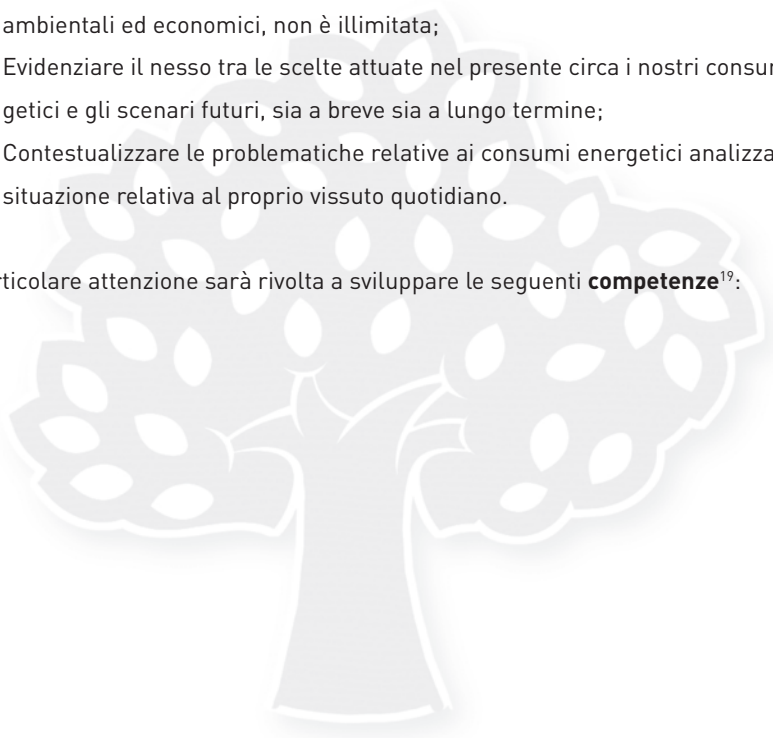 ambientali ed economici, non è illimitata;
Evidenziare il nesso tra le scelte attuate nel presente circa i nostri consu
getici e gli scenari futuri, sia a breve sia a lungo termine;
Contestualizzare le problematiche relative ai consumi energetici analizza
situazione relativa al proprio vissuto quotidiano.
rticolare attenzione sarà rivolta a sviluppare le seguenti competenze19: